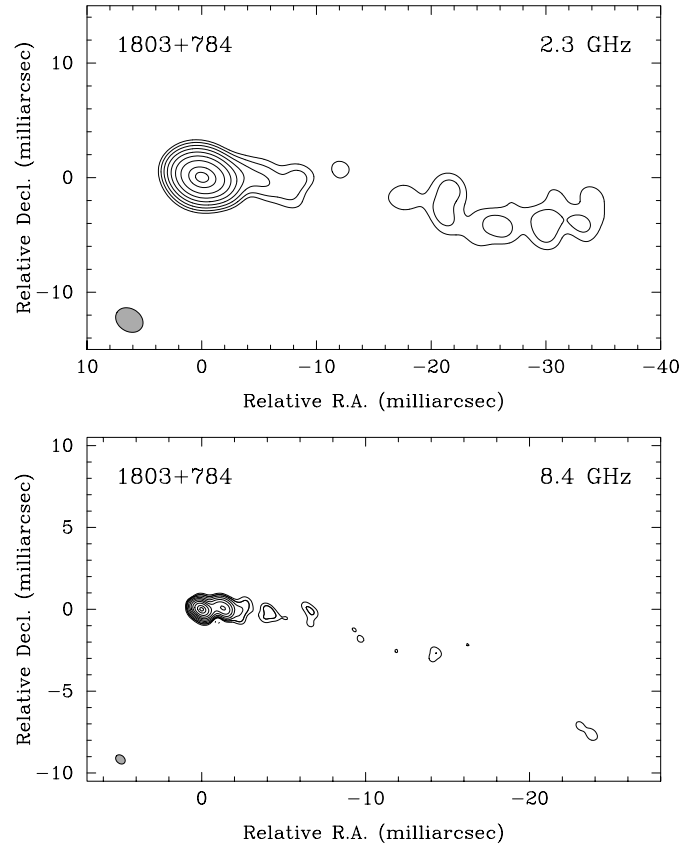 1803+784 2.3 GHz
10
0
−10
Relative Decl. (milliarcsec)
10 0 −10 −20 −30 −40
Relative R.A. (milliarcsec)
1803+784 8.4 GHz
10
5
0
−5
−10
Relative Decl. (milliarcsec)
0 −10 −20
Relative R.A. (milliarcsec)